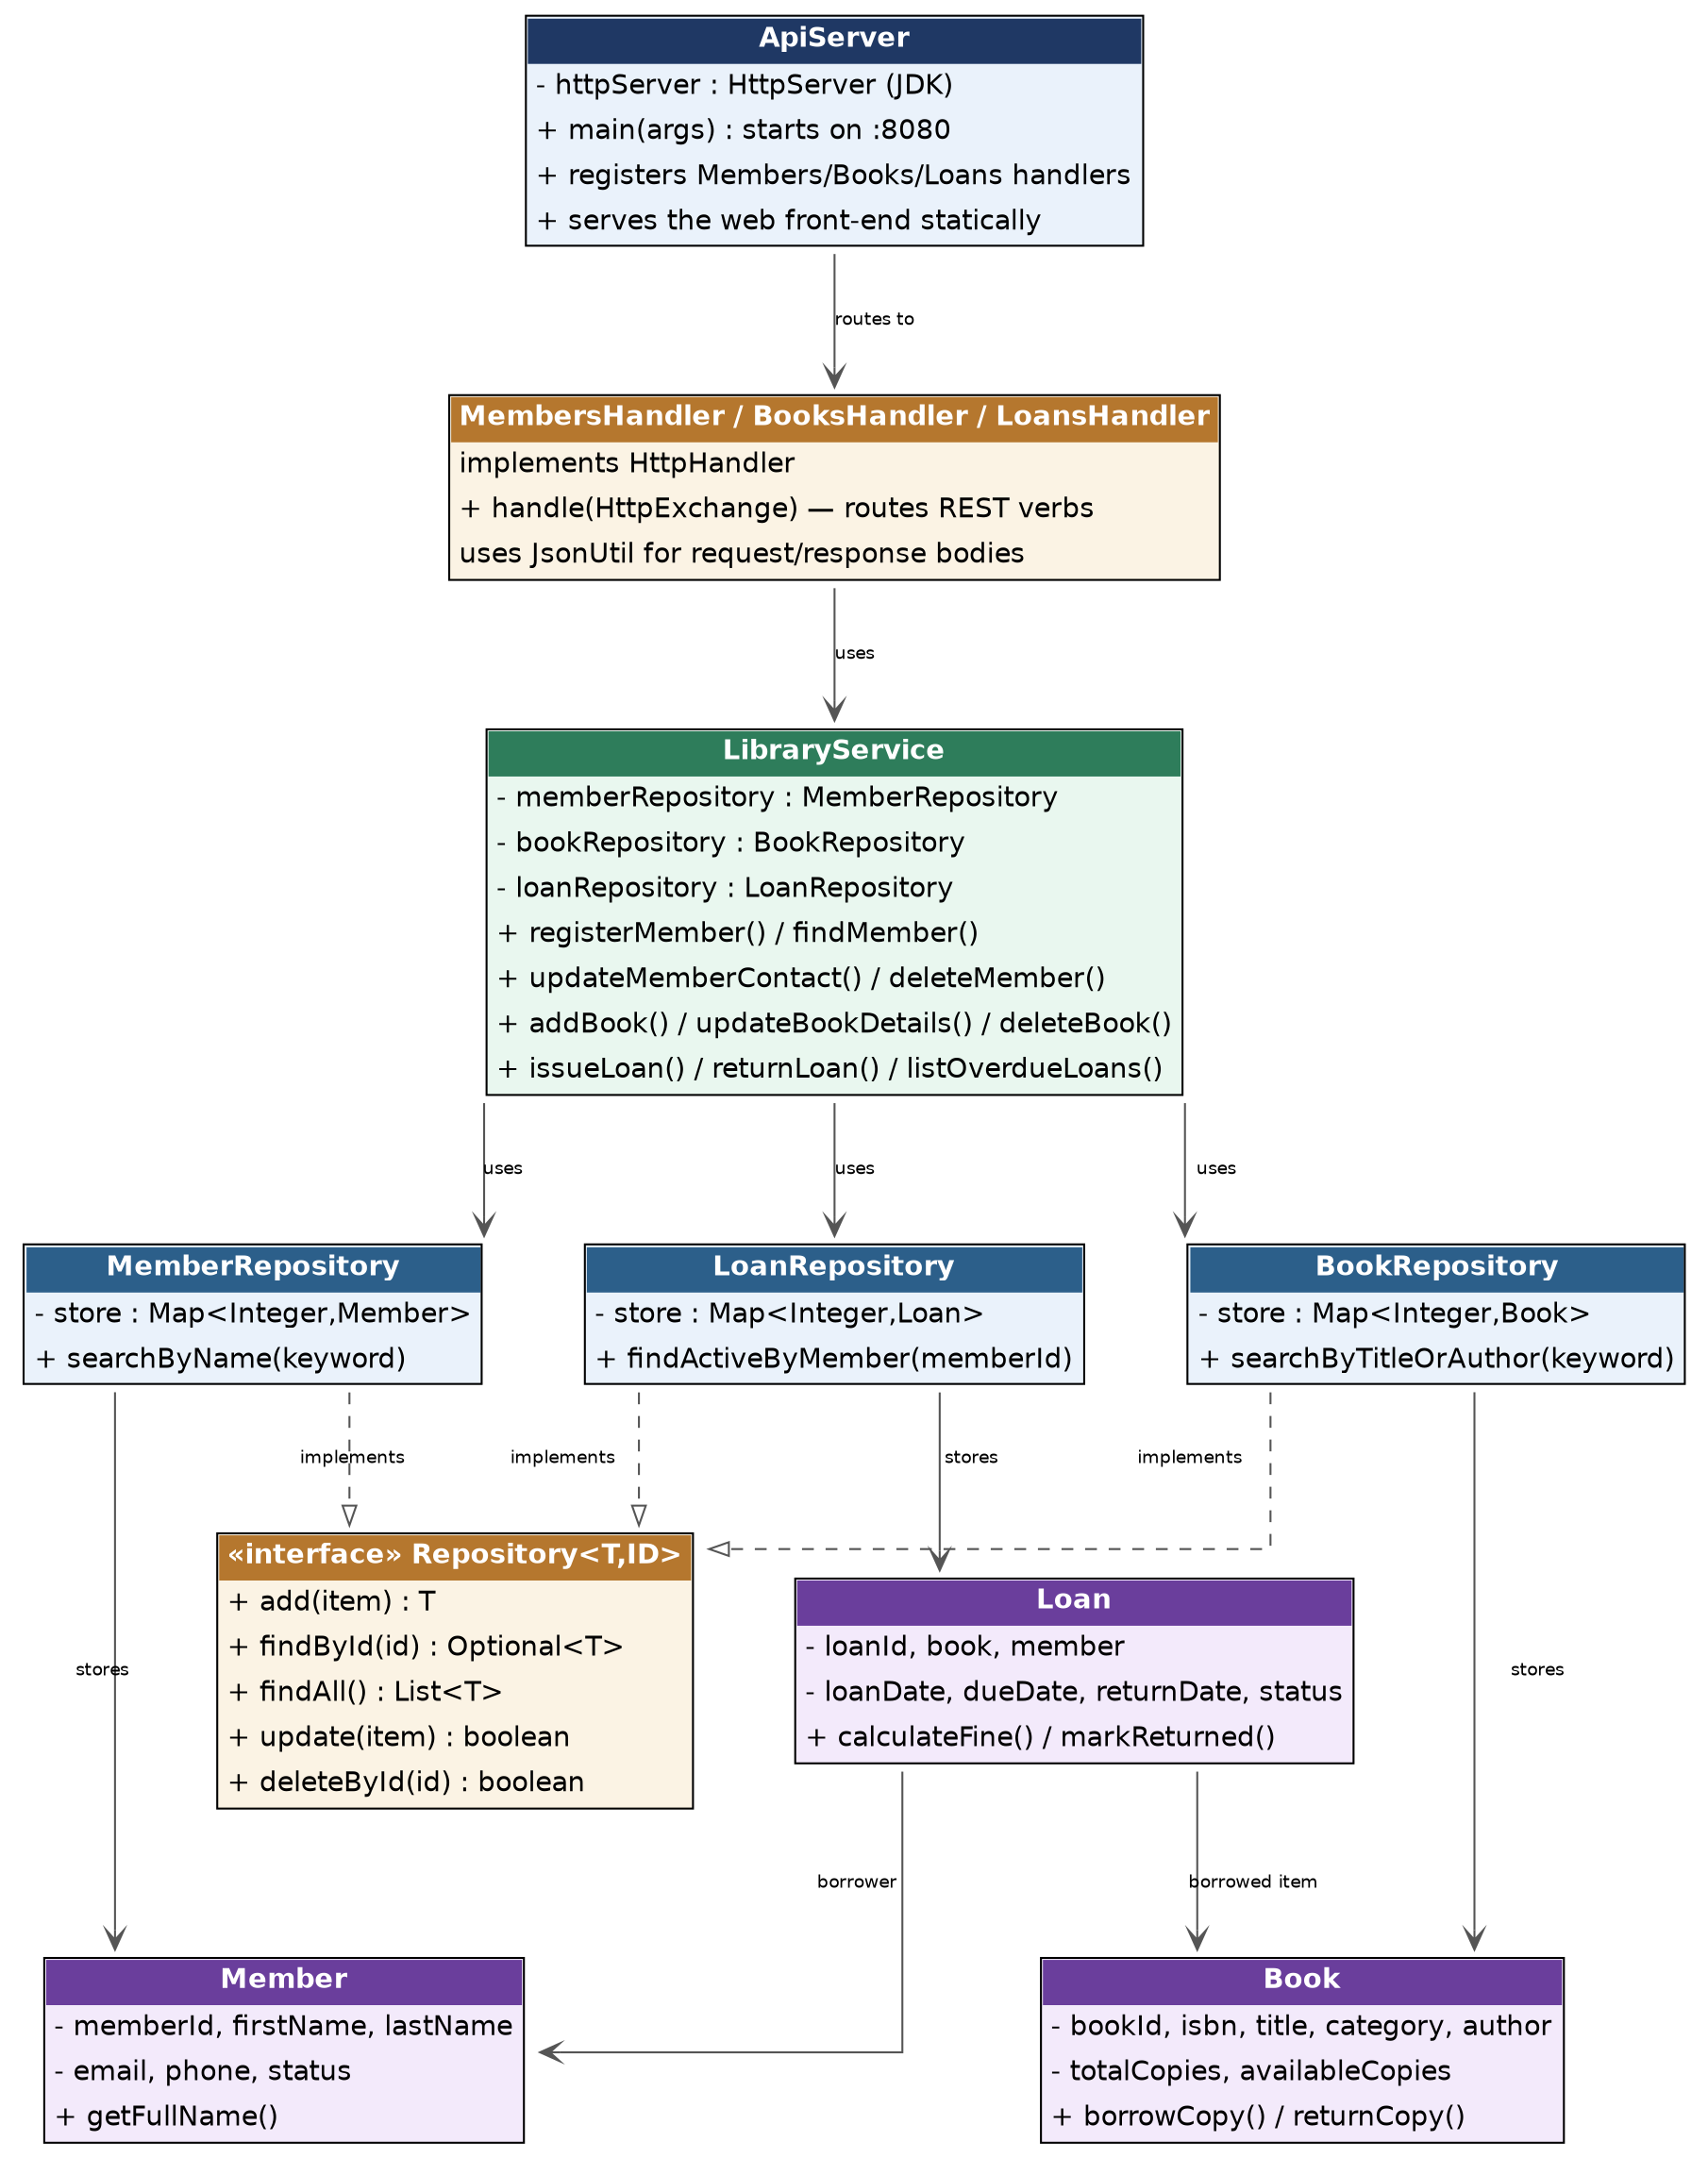 ApiServer
- httpServer : HttpServer (JDK)
+ main(args) : starts on :8080
+ registers Members/Books/Loans handlers
+ serves the web front-end statically
routes to
MembersHandler / BooksHandler / LoansHandler
implements HttpHandler
+ handle(HttpExchange) — routes REST verbs
uses JsonUtil for request/response bodies
uses
LibraryService
- memberRepository : MemberRepository
- bookRepository : BookRepository
- loanRepository : LoanRepository
+ registerMember() / findMember()
+ updateMemberContact() / deleteMember()
+ addBook() / updateBookDetails() / deleteBook()
+ issueLoan() / returnLoan() / listOverdueLoans()
uses
uses
uses
MemberRepository
- store : Map<Integer,Member>
+ searchByName(keyword)
LoanRepository
- store : Map<Integer,Loan>
+ findActiveByMember(memberId)
BookRepository
- store : Map<Integer,Book>
+ searchByTitleOrAuthor(keyword)
implements
implements
stores
implements
«interface» Repository<T,ID>
+ add(item) : T
+ findById(id) : Optional<T>
+ findAll() : List<T>
+ update(item) : boolean
+ deleteById(id) : boolean
Loan
- loanId, book, member
- loanDate, dueDate, returnDate, status
+ calculateFine() / markReturned()
stores
stores
borrower
borrowed item
Member
- memberId, firstName, lastName
- email, phone, status
+ getFullName()
Book
- bookId, isbn, title, category, author
- totalCopies, availableCopies
+ borrowCopy() / returnCopy()